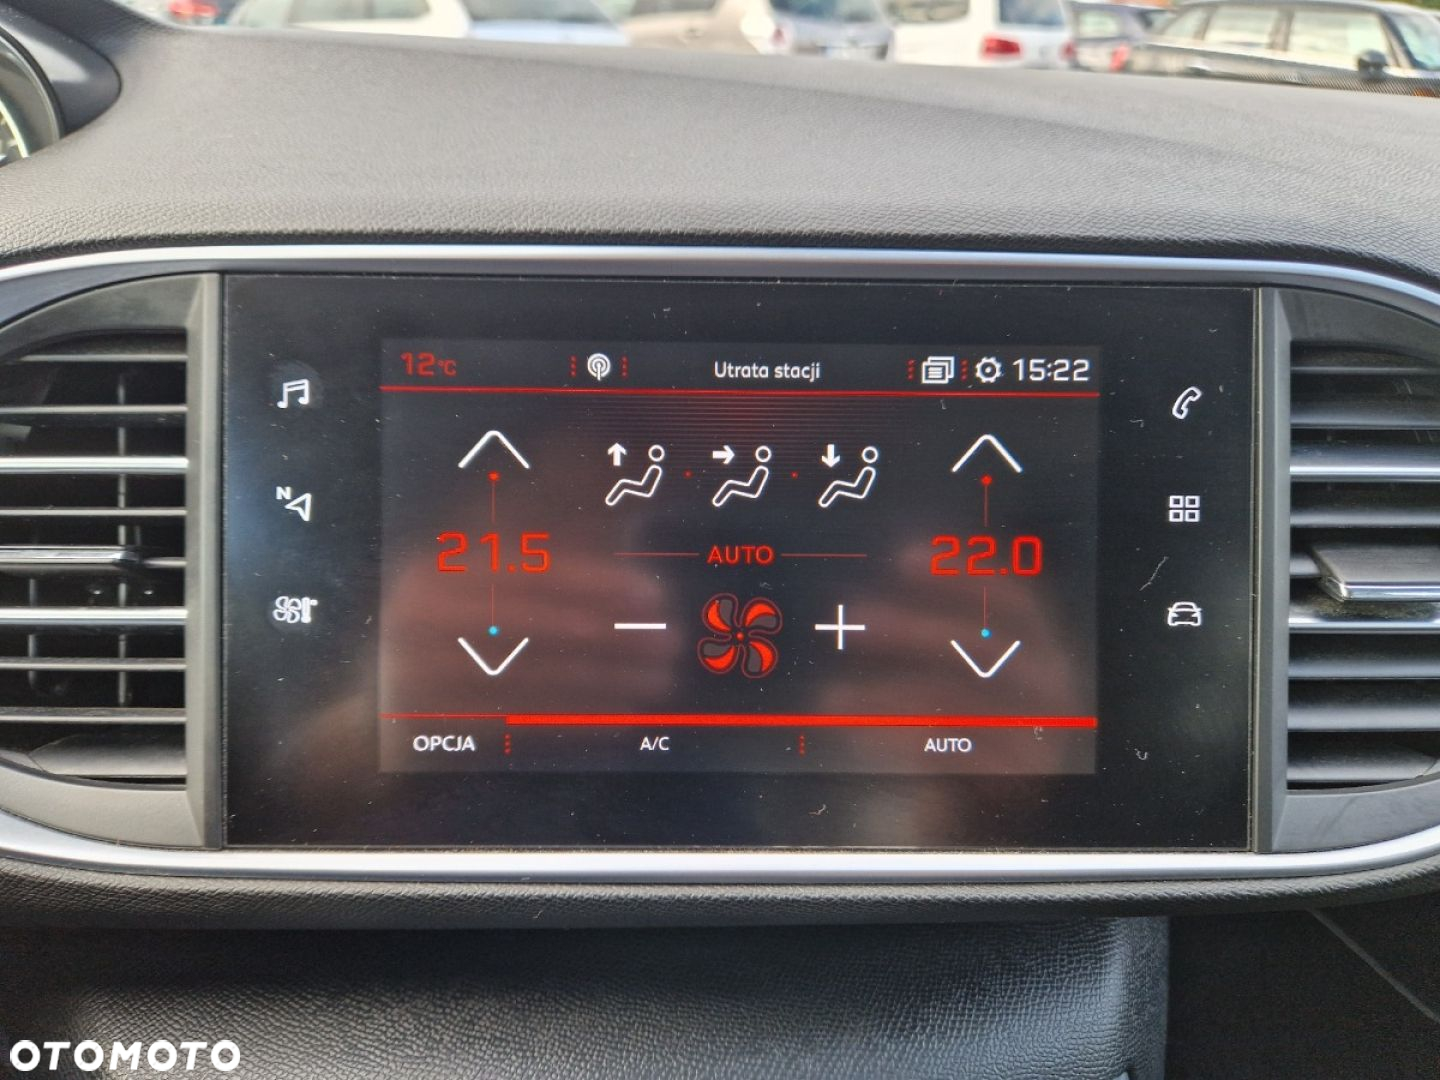 12°C Utrata stacji 15:22
N
21.5 AUTO 22.0
OPCJA A/C AUTO
OTOMOTO